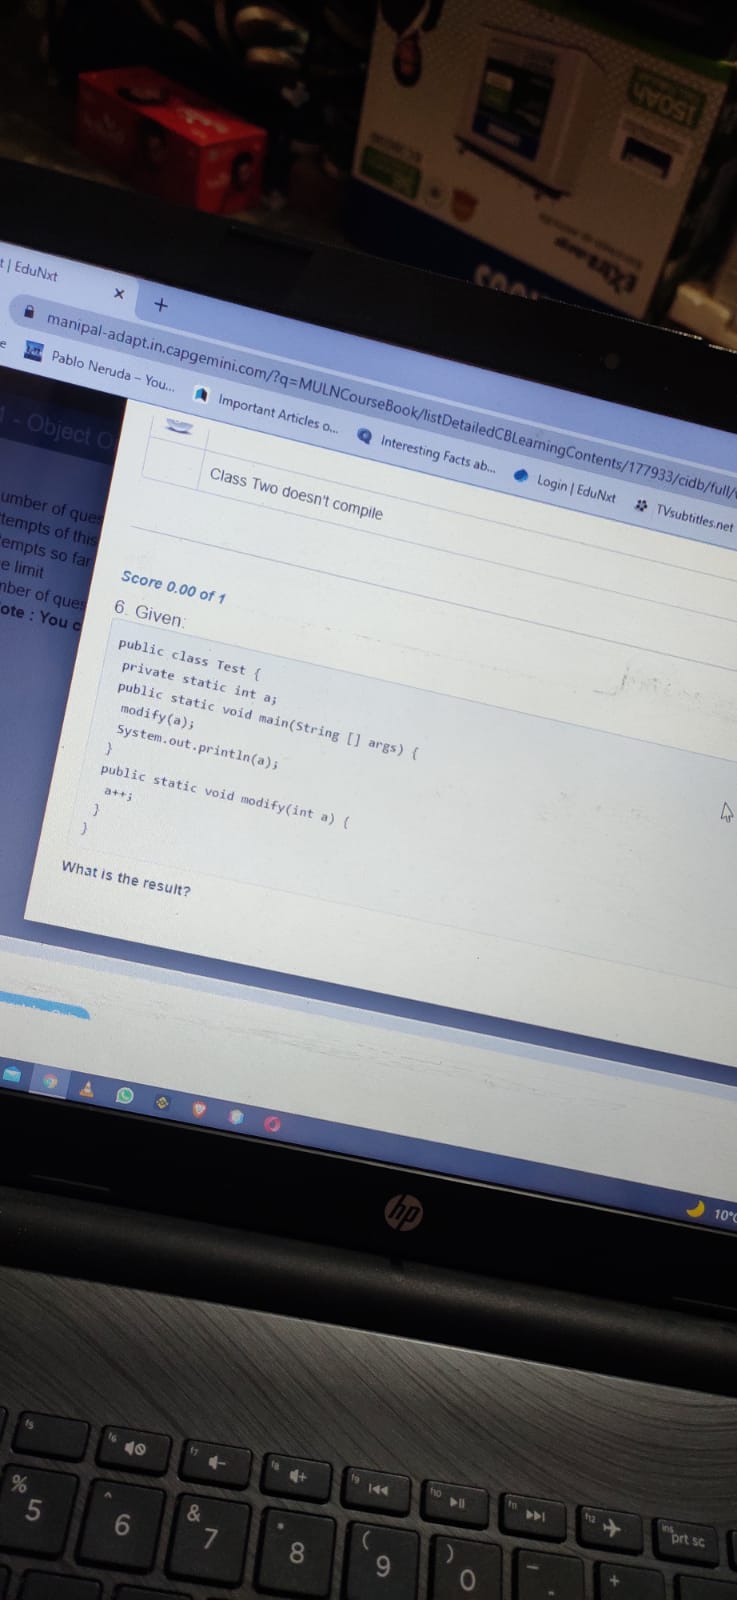 150Ah
t | EduNxt
manipal-adapt.in.capgemini.com/?q=MULNCourseBook/listDetailedCBLearningContents/177933/cidb/full/
e Pablo Neruda – You... Important Articles o... Interesting Facts ab... Login | EduNxt TVsubtitles.net
- Object O
umber of ques
tempts of this
empts so far
e limit
nber of ques
ote : You c
Class Two doesn't compile
Score 0.00 of 1
6. Given:
public class Test {
private static int a;
public static void main(String [] args) {
modify(a);
System.out.println(a);
}
public static void modify(int a) {
a++;
}
}
What is the result?
10°
hp
f5 f6 f7 f8 f9 f10 f11 f12 ins prt sc
% 5 ^ 6 & 7 * 8 ( 9 ) 0 – +